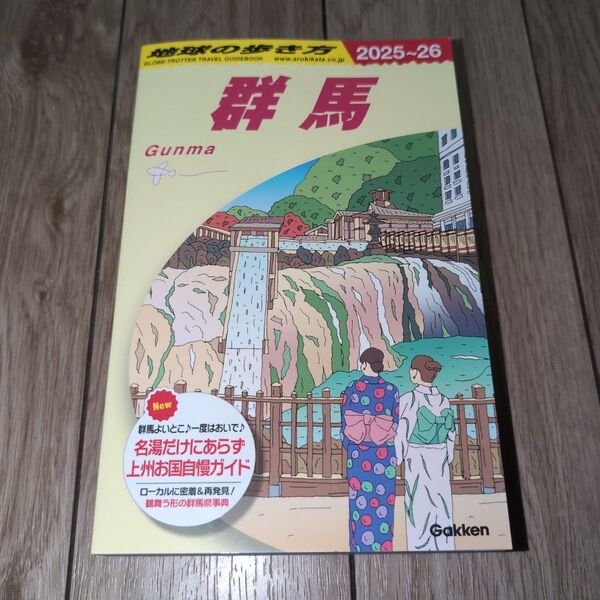 地球の歩き方
2025~26
GLOBE-TROTTER TRAVEL GUIDEBOOK
www.arukikata.co.jp
群馬
Gunma
New
群馬よいとこ♪一度はおいで♪
名湯だけにあらず
上州お国自慢ガイド
ローカルに密着&再発見!
鶴舞う形の群馬県事典
Gakken